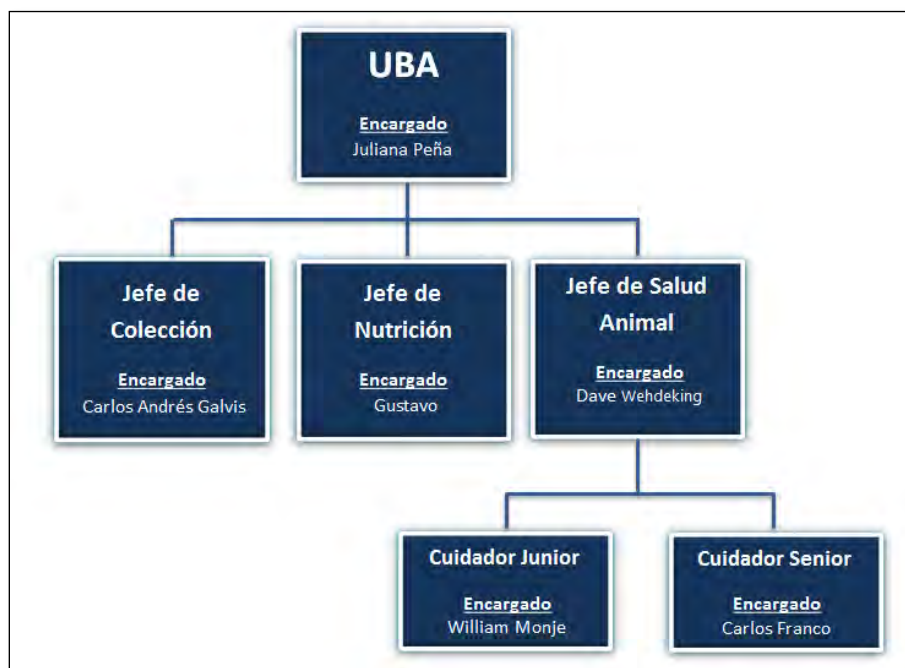 UBA
Encargado
Juliana Peña
Jefe de
Colección
Encargado
Carlos Andrés Galvis
Jefe de
Nutrición
Encargado
Gustavo
Jefe de Salud
Animal
Encargado
Dave Wehdeking
Cuidador Junior
Encargado
William Monje
Cuidador Senior
Encargado
Carlos Franco